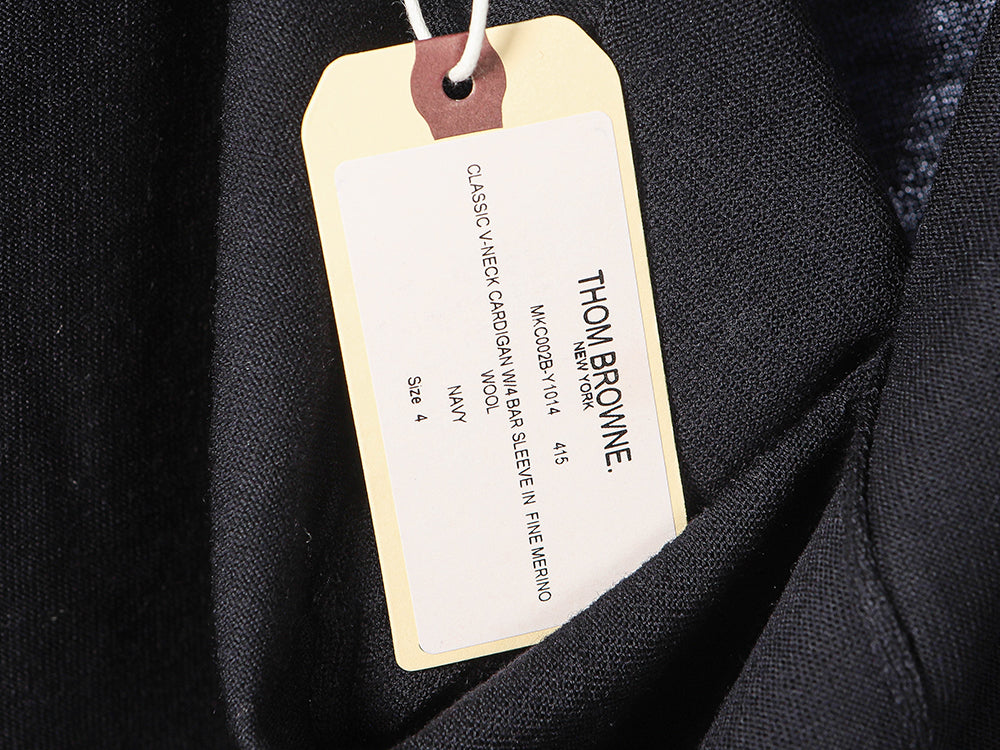 THOM BROWNE.
NEW YORK
MKC002B-Y1014 415
CLASSIC V-NECK CARDIGAN W/4 BAR SLEEVE IN FINE MERINO
WOOL
NAVY
Size 4